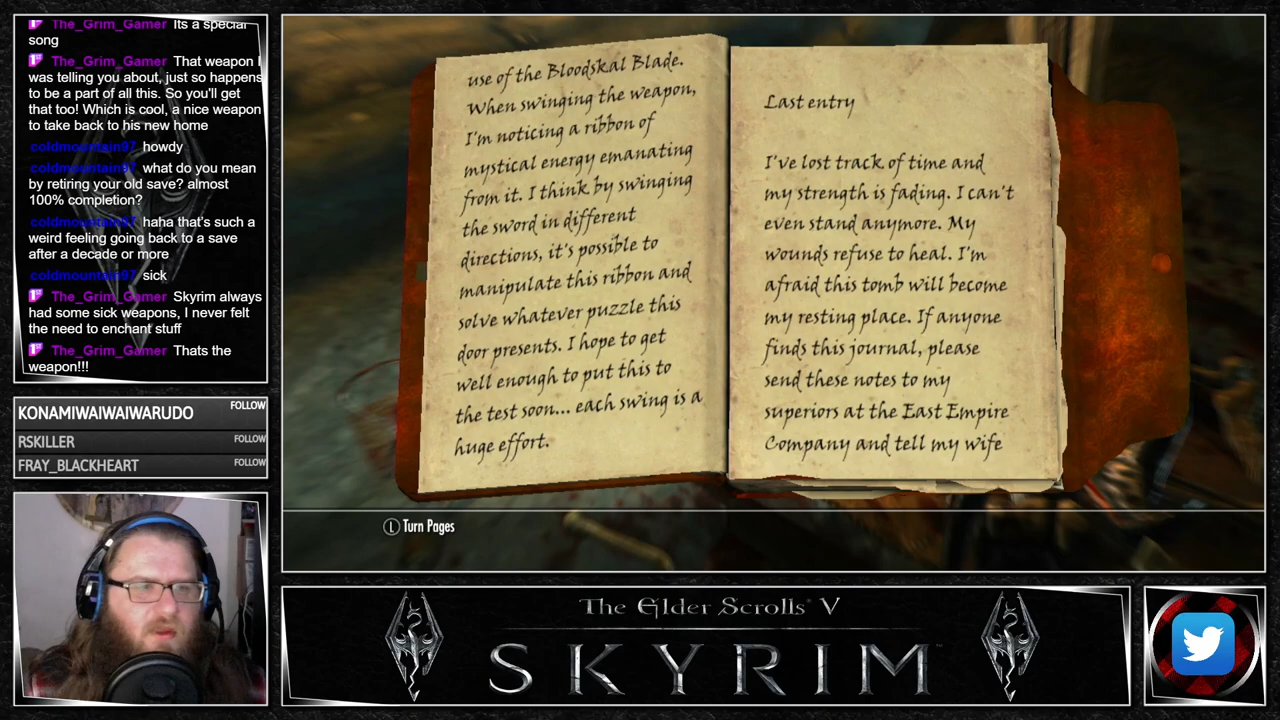 The_Grim_Gamer Its a special
song
The_Grim_Gamer That weapon I
was telling you about, just so happens
to be a part of all this. So you'll get
that too! Which is cool, a nice weapon
to take back to his new home
coldmountain97 howdy
coldmountain97 what do you mean
by retiring your old save? almost
100% completion?
coldmountain97 haha that's such a
weird feeling going back to a save
after a decade or more
coldmountain97 sick
The_Grim_Gamer Skyrim always
had some sick weapons, I never felt
the need to enchant stuff
The_Grim_Gamer Thats the
weapon!!!
KONAMIWAIWAIWARUDO FOLLOW
RSKILLER FOLLOW
FRAY_BLACKHEART FOLLOW
use of the Bloodskal Blade.
When swinging the weapon,
I'm noticing a ribbon of
mystical energy emanating
from it. I think by swinging
the sword in different
directions, it's possible to
manipulate this ribbon and
solve whatever puzzle this
door presents. I hope to get
well enough to put this to
the test soon... each swing is a
huge effort.
Last entry
I've lost track of time and
my strength is fading. I can't
even stand anymore. My
wounds refuse to heal. I'm
afraid this tomb will become
my resting place. If anyone
finds this journal, please
send these notes to my
superiors at the East Empire
Company and tell my wife
L Turn Pages
The Elder Scrolls V
SKYRIM